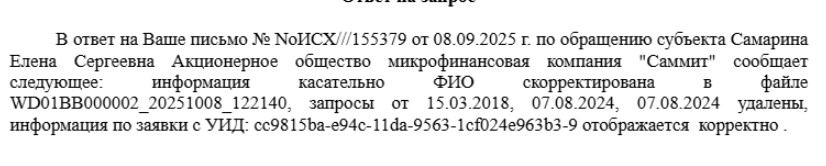 Ответ на запрос
В ответ на Ваше письмо № NoИСХ///155379 от 08.09.2025 г. по обращению субъекта Самарина
Елена Сергеевна Акционерное общество микрофинансовая компания "Саммит" сообщает
следующее: информация касательно ФИО скорректирована в файле
WD01BB000002_20251008_122140, запросы от 15.03.2018, 07.08.2024, 07.08.2024 удалены,
информация по заявки с УИД: cc9815ba-e94c-11da-9563-1cf024e963b3-9 отображается корректно .